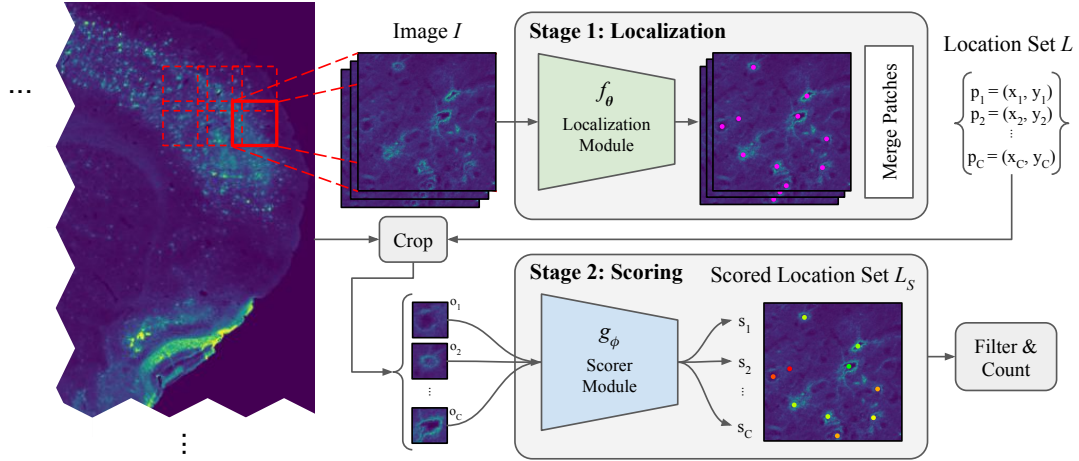 ...
Image I
Stage 1: Localization
f_θ
Localization
Module
Merge Patches
Location Set L
p_1 = (x_1, y_1)
p_2 = (x_2, y_2)
⋮
p_C = (x_C, y_C)
Crop
Stage 2: Scoring
Scored Location Set L_S
o_1
o_2
⋮
o_C
g_ϕ
Scorer
Module
s_1
s_2
⋮
s_C
Filter &
Count
⋮